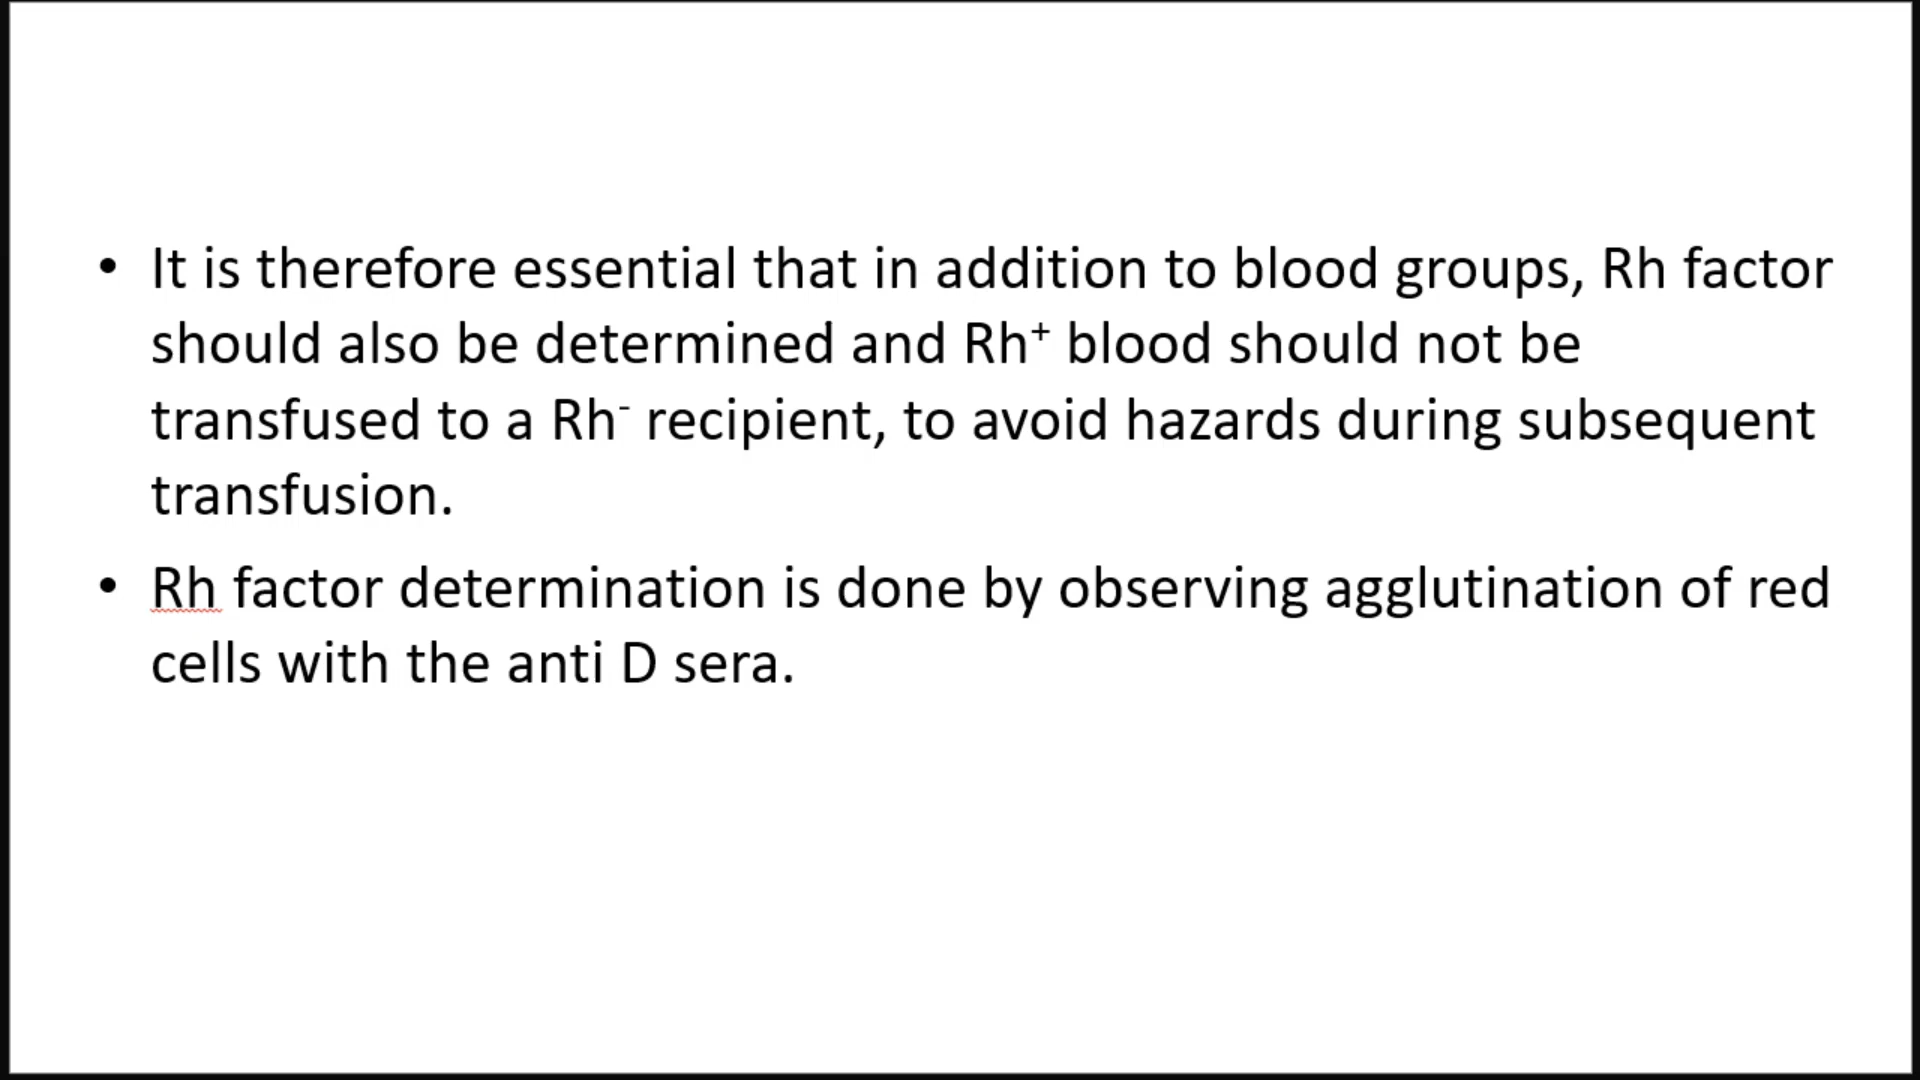 • It is therefore essential that in addition to blood groups, Rh factor
should also be determined and Rh⁺ blood should not be
transfused to a Rh⁻ recipient, to avoid hazards during subsequent
transfusion.
• Rh factor determination is done by observing agglutination of red
cells with the anti D sera.